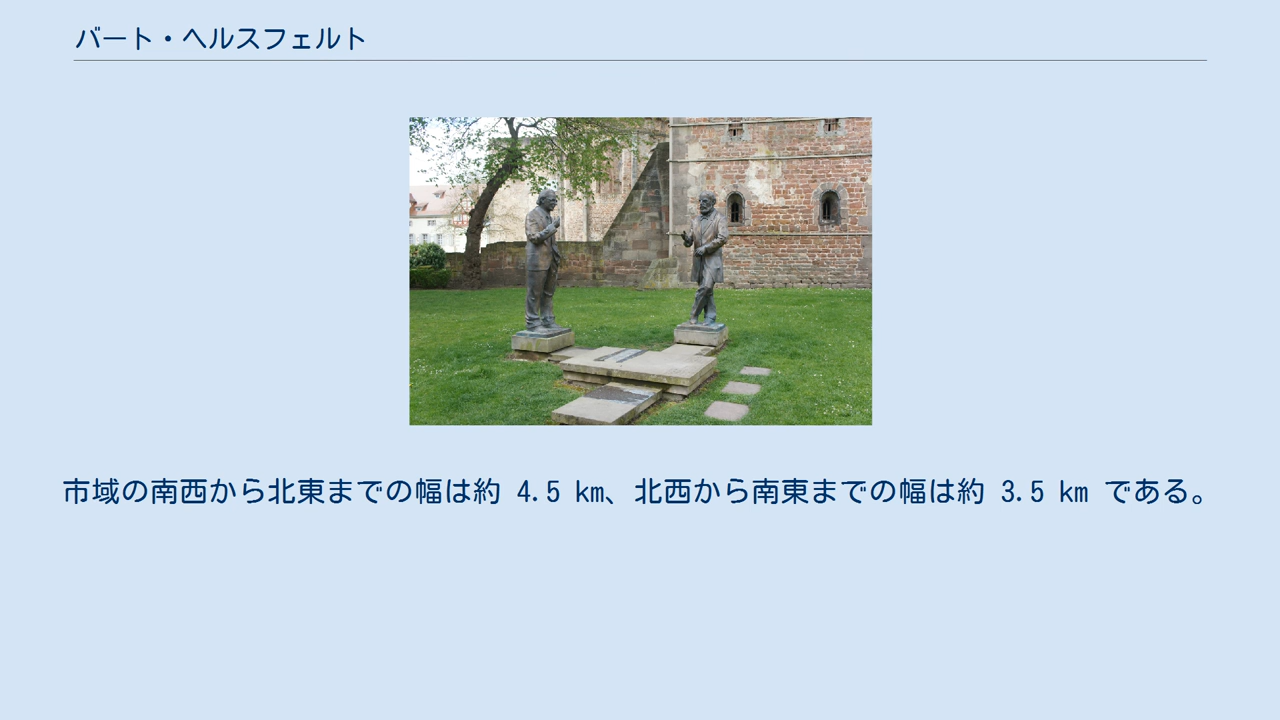 バート・ヘルスフェルト
市域の南西から北東までの幅は約 4.5 km、北西から南東までの幅は約 3.5 km である。